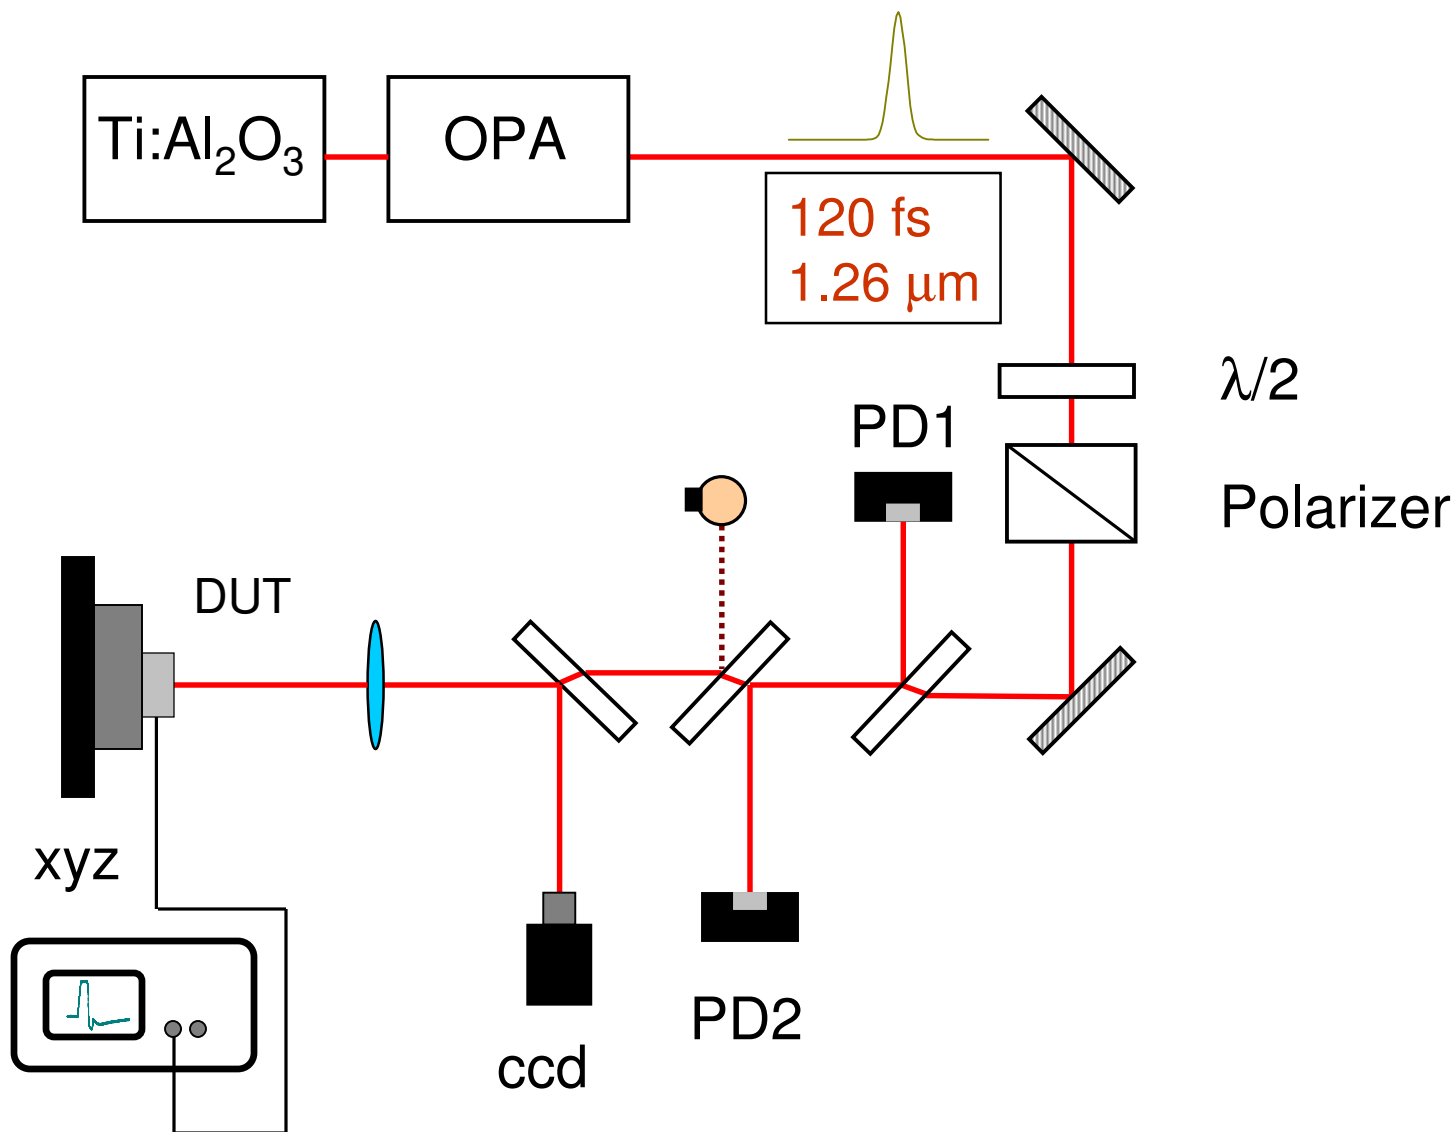 Ti:Al₂O₃
OPA
120 fs
1.26 μm
λ/2
PD1
Polarizer
DUT
xyz
PD2
ccd